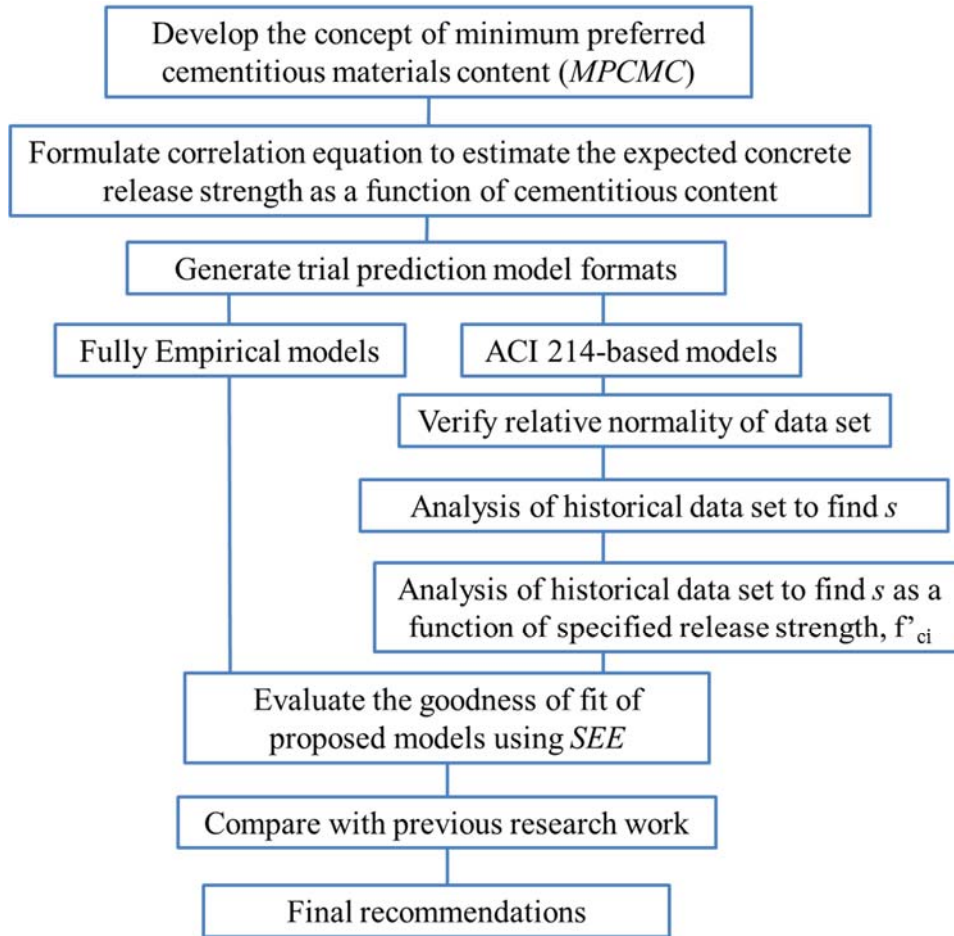 Develop the concept of minimum preferred
cementitious materials content (MPCMC)
Formulate correlation equation to estimate the expected concrete
release strength as a function of cementitious content
Generate trial prediction model formats
Fully Empirical models
ACI 214-based models
Verify relative normality of data set
Analysis of historical data set to find s
Analysis of historical data set to find s as a
function of specified release strength, f’ci
Evaluate the goodness of fit of
proposed models using SEE
Compare with previous research work
Final recommendations